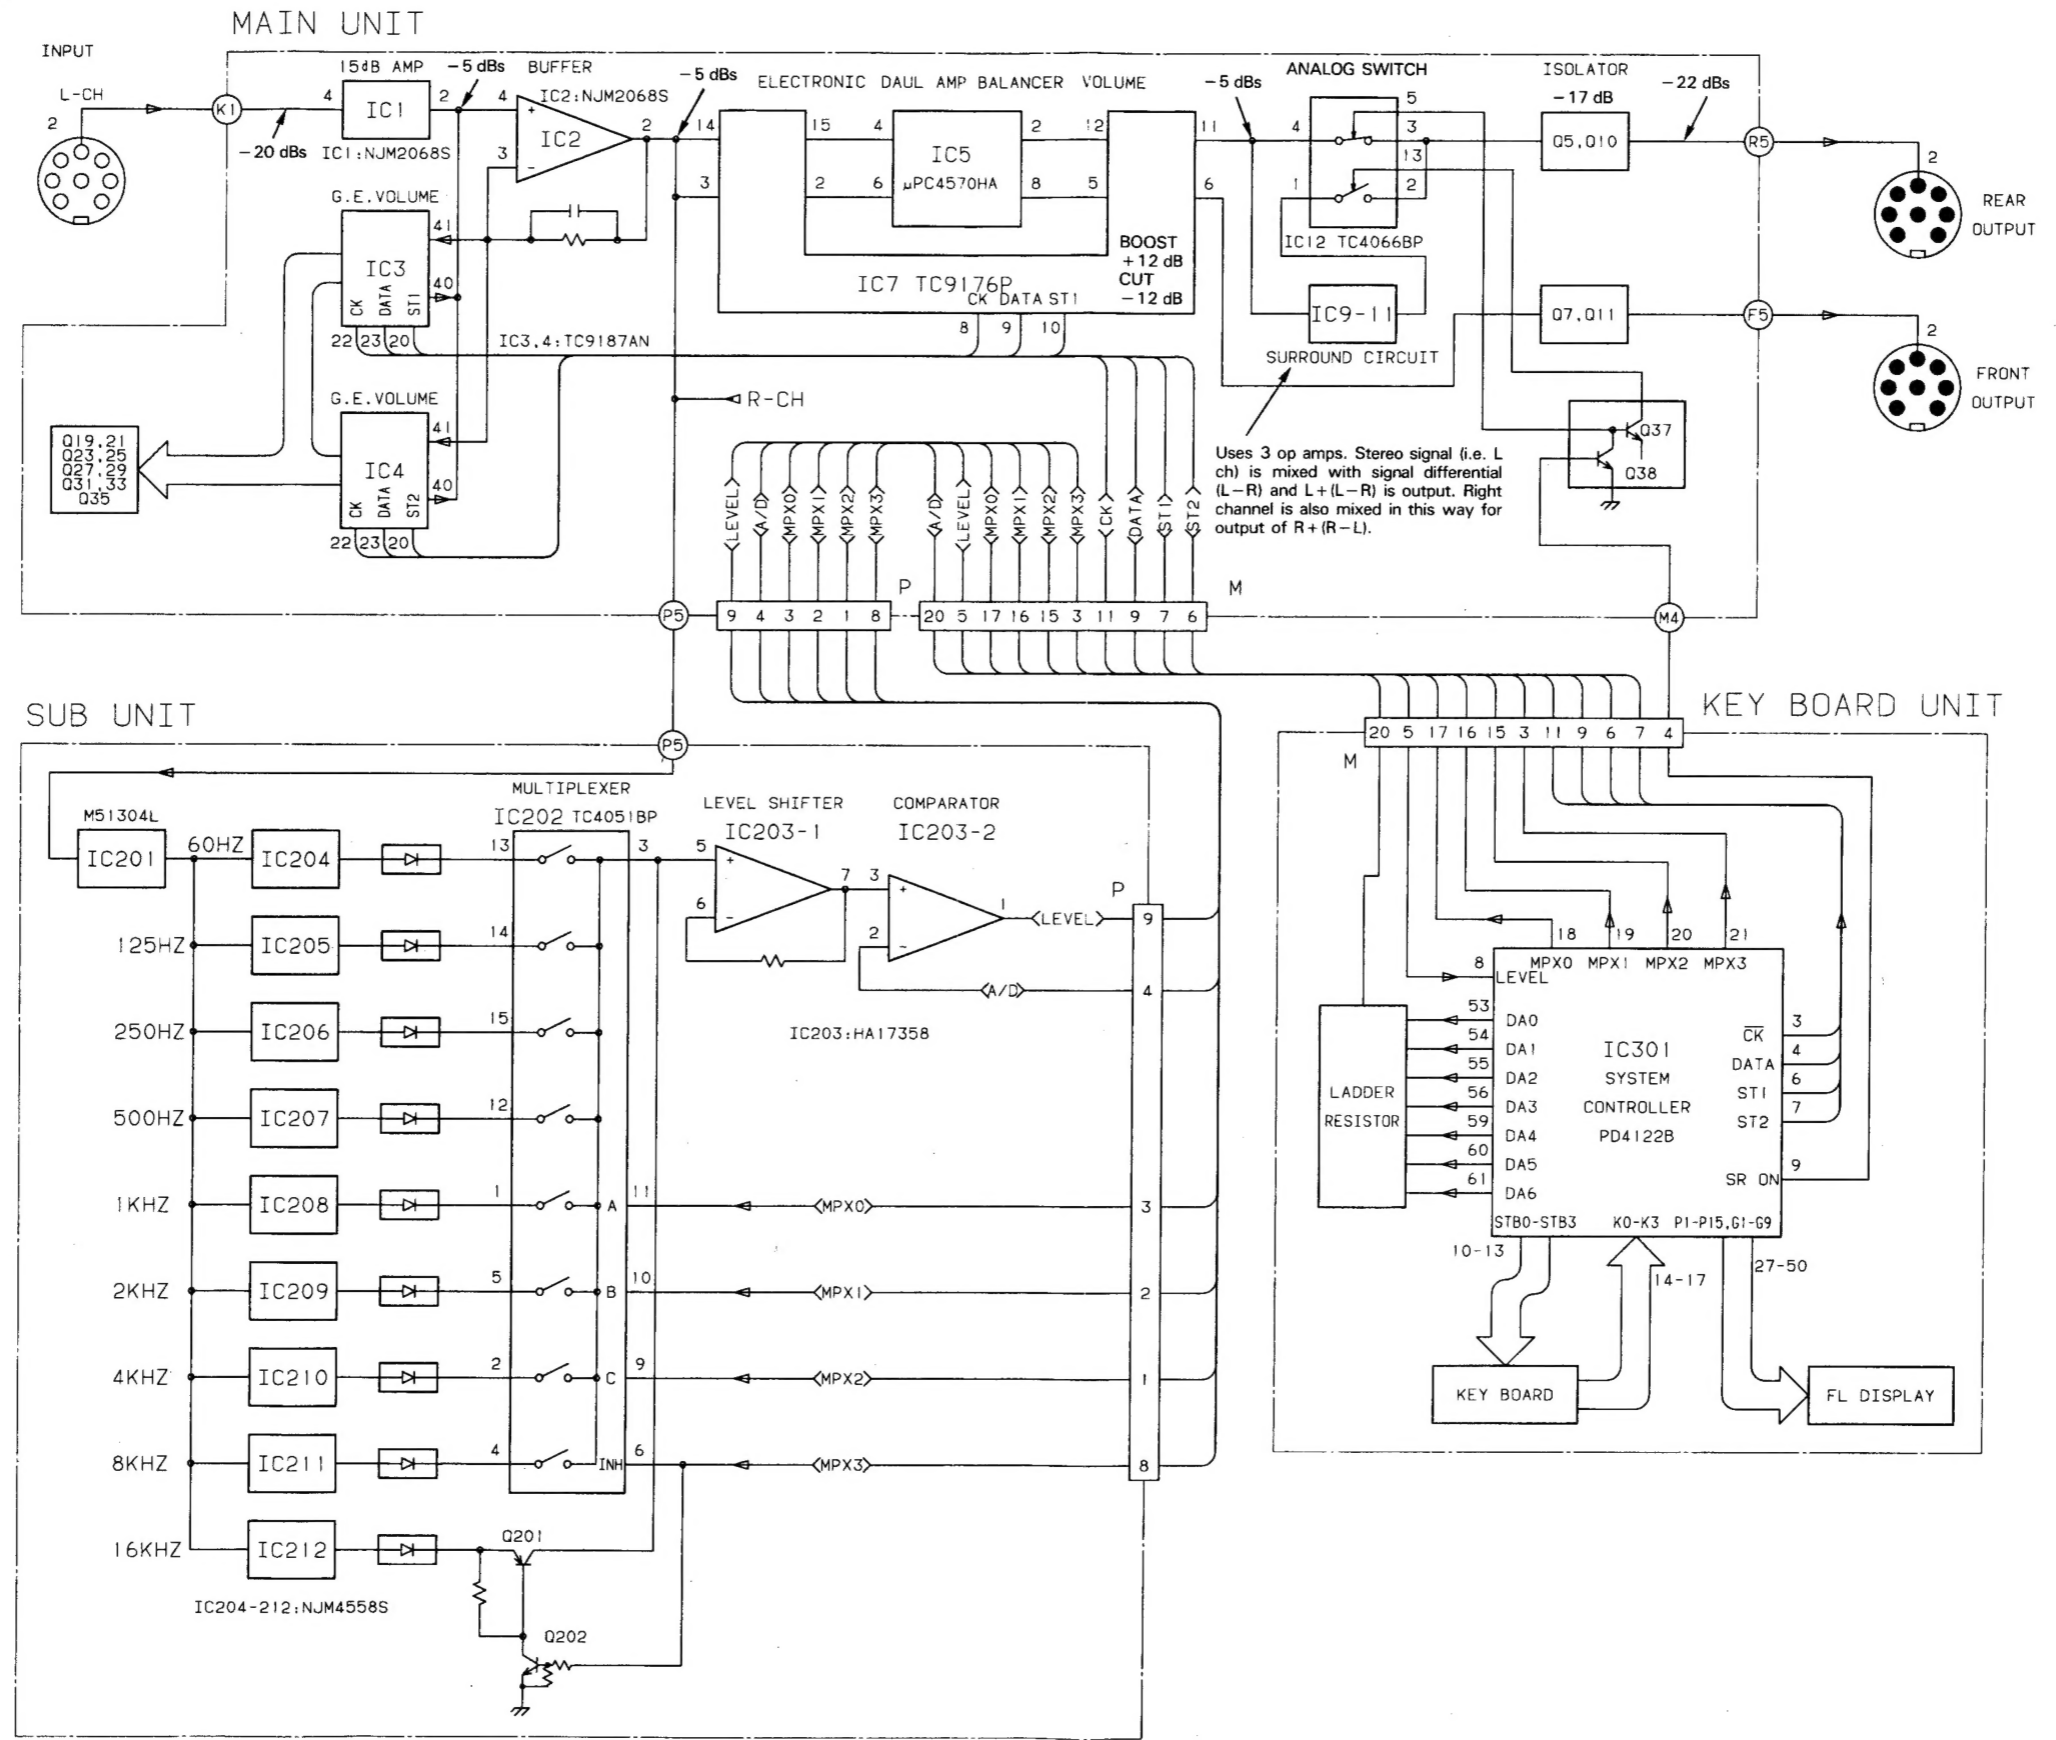 MAIN UNIT
INPUT
L-CH
2
K1
-20 dBs
15dB AMP
4
IC1
2
IC1:NJM2068S
-5 dBs
BUFFER
IC2:NJM2068S
4
+
IC2
2
3
-
-5 dBs
ELECTRONIC DAUL AMP BALANCER VOLUME
14
15
4
2
12
11
IC5
µPC4570HA
3
2
6
8
5
6
BOOST
+12 dB
CUT
-12 dB
IC7 TC9176P
CK DATA ST1
8 9 10
-5 dBs
ANALOG SWITCH
5
4
3
13
1
2
IC12 TC4066BP
ISOLATOR
-17 dB
Q5,Q10
-22 dBs
R5
2
REAR
OUTPUT
IC9-11
SURROUND CIRCUIT
Q7,Q11
F5
2
FRONT
OUTPUT
G.E.VOLUME
41
IC3
40
CK DATA ST1
22 23 20
IC3,4:TC9187AN
G.E.VOLUME
41
IC4
40
CK DATA ST2
22 23 20
Q19,21
Q23,25
Q27,29
Q31,33
Q35
R-CH
Q37
Q38
Uses 3 op amps. Stereo signal (i.e. L
ch) is mixed with signal differential
(L-R) and L+(L-R) is output. Right
channel is also mixed in this way for
output of R+(R-L).
<LEVEL> <A/D> <MPX0> <MPX1> <MPX2> <MPX3>
<A/D> <LEVEL> <MPX0> <MPX1> <MPX2> <MPX3> <CK> <DATA> <ST1> <ST2>
P
M
P5
9 4 3 2 1 8
20 5 17 16 15 3 11 9 7 6
M4
SUB UNIT
P5
M51304L
IC201
MULTIPLEXER
IC202 TC4051BP
LEVEL SHIFTER
IC203-1
COMPARATOR
IC203-2
60HZ
IC204
13
3
5
+
6
-
7
3
+
2
-
1
<LEVEL>
P
9
<A/D>
4
IC203:HA17358
125HZ
IC205
14
250HZ
IC206
15
500HZ
IC207
12
1KHZ
IC208
1
A
11
<MPX0>
3
2KHZ
IC209
5
B
10
<MPX1>
2
4KHZ
IC210
2
C
9
<MPX2>
1
8KHZ
IC211
4
INH
6
<MPX3>
8
16KHZ
IC212
Q201
IC204-212:NJM4558S
Q202
KEY BOARD UNIT
M
20 5 17 16 15 3 11 9 6 7 4
18 19 20 21
MPX0 MPX1 MPX2 MPX3
8
LEVEL
53
DA0
54
DA1
55
DA2
56
DA3
59
DA4
60
DA5
61
DA6
LADDER
RESISTOR
IC301
SYSTEM
CONTROLLER
PD4122B
CK
3
DATA
4
ST1
6
ST2
7
SR ON
9
STB0-STB3
K0-K3
P1-P15,G1-G9
10-13
14-17
27-50
KEY BOARD
FL DISPLAY